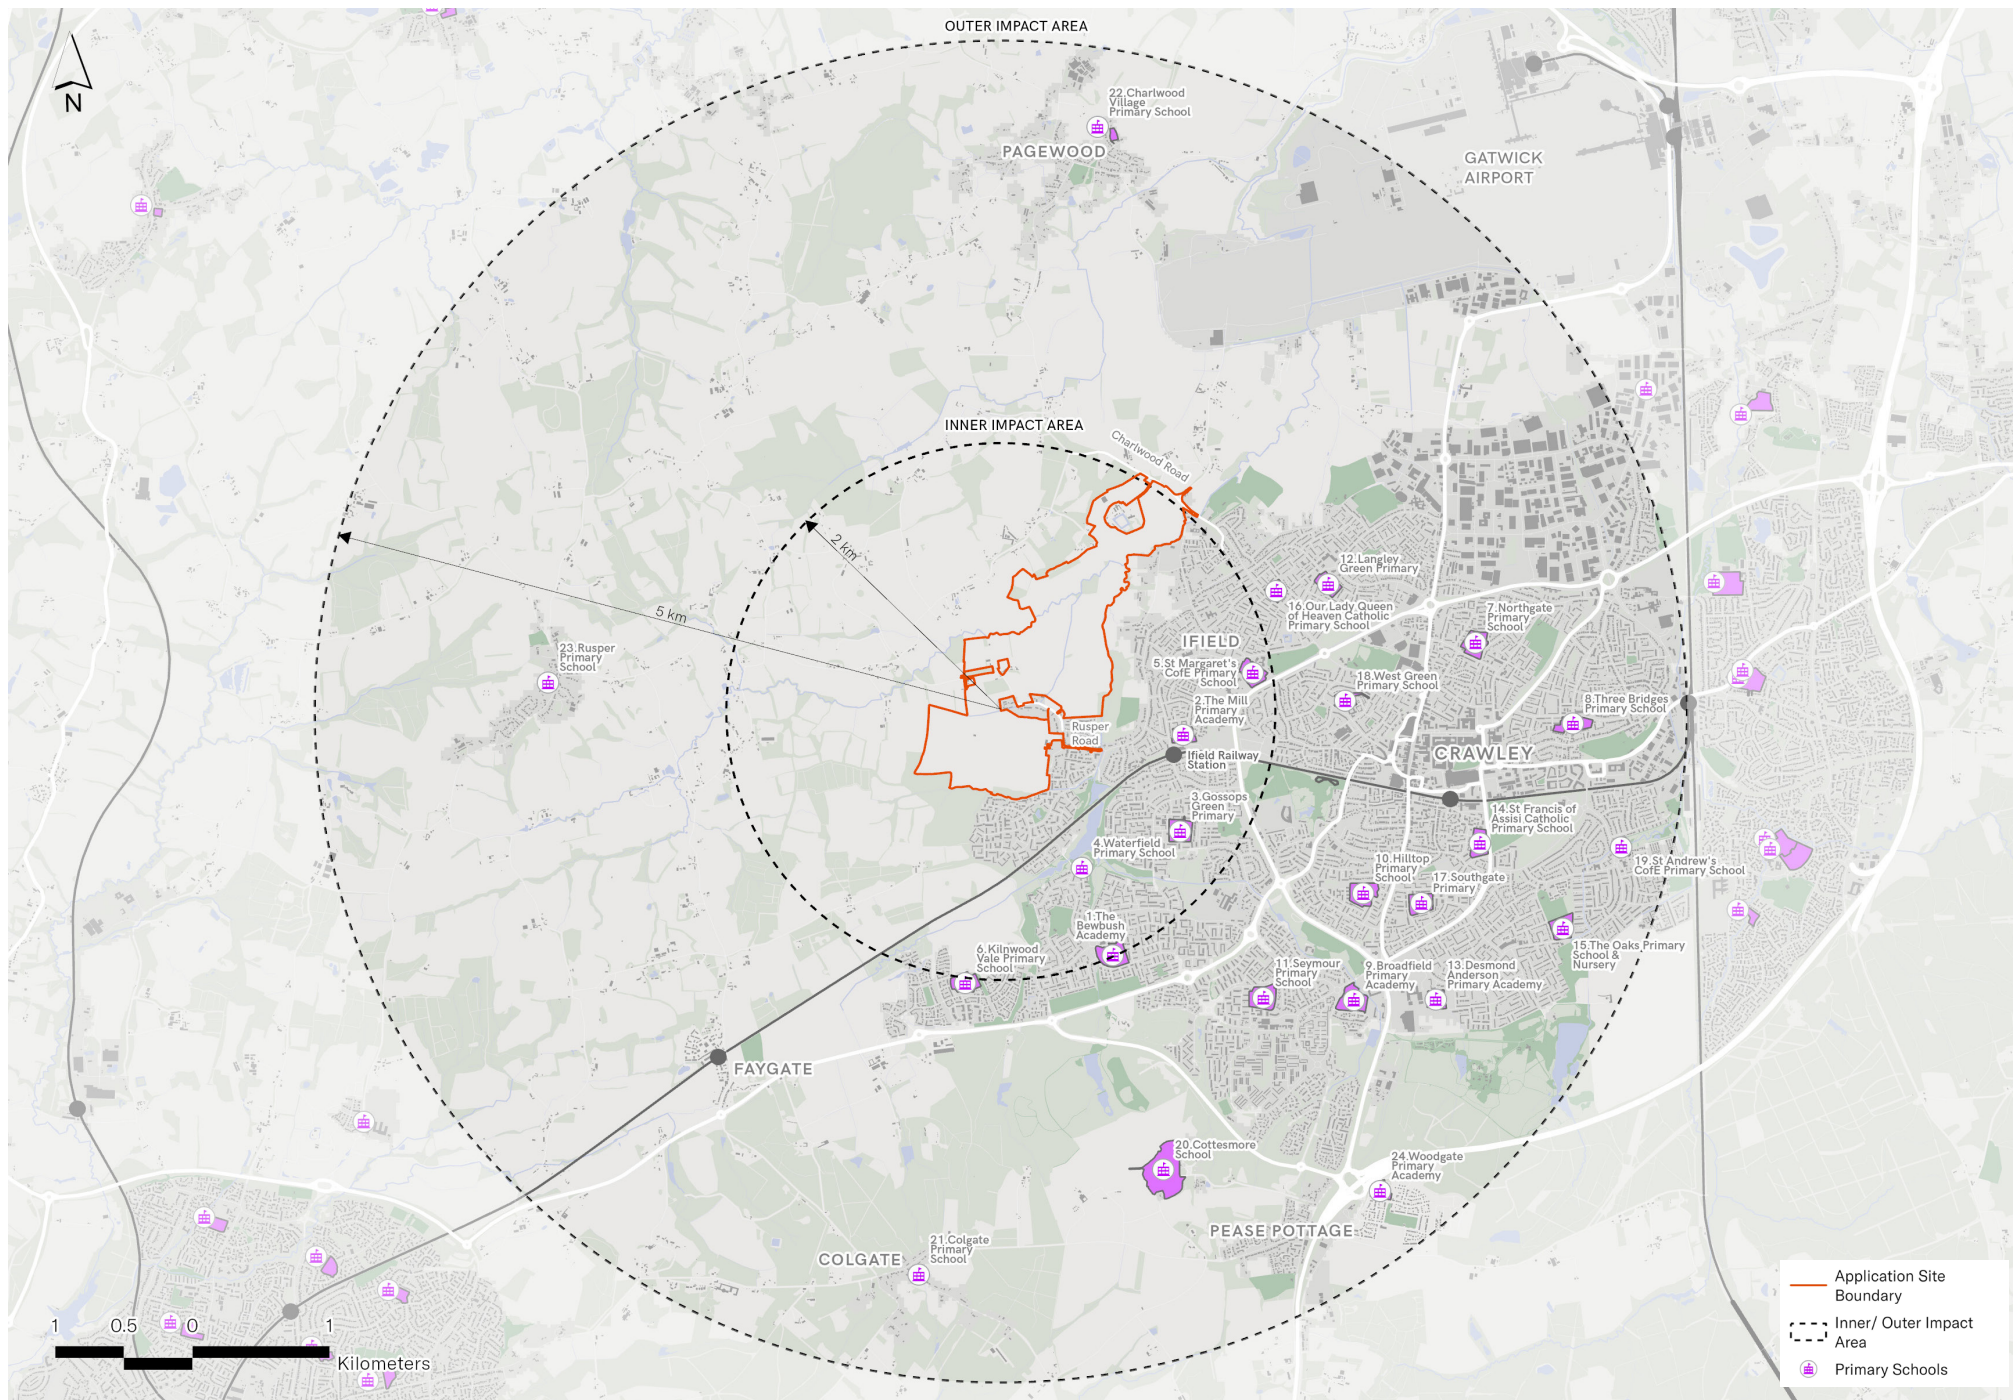 OUTER IMPACT AREA
N
22.Charlwood
Village
Primary School
PAGEWOOD
GATWICK
AIRPORT
INNER IMPACT AREA
Charlwood Road
2 km
5 km
12.Langley
Green Primary
16.Our Lady Queen
of Heaven Catholic
Primary School
7.Northgate
Primary
School
IFIELD
23.Rusper
Primary
School
5.St Margaret's
CofE Primary
School
18.West Green
Primary School
2.The Mill
Primary
Academy
8.Three Bridges
Primary School
Rusper
Road
Ifield Railway
Station
CRAWLEY
3.Gossops
Green
Primary
14.St Francis of
Assisi Catholic
Primary School
4.Waterfield
Primary School
10.Hilltop
Primary
School
17.Southgate
Primary
19.St Andrew's
CofE Primary School
1.The
Bewbush
Academy
6.Kilnwood
Vale Primary
School
15.The Oaks Primary
School &
Nursery
11.Seymour
Primary
School
9.Broadfield
Primary
Academy
13.Desmond
Anderson
Primary Academy
FAYGATE
20.Cottesmore
School
24.Woodgate
Primary
Academy
PEASE POTTAGE
21.Colgate
Primary
School
COLGATE
1 0.5 0 1
Kilometers
Application Site
Boundary
Inner/ Outer Impact
Area
Primary Schools